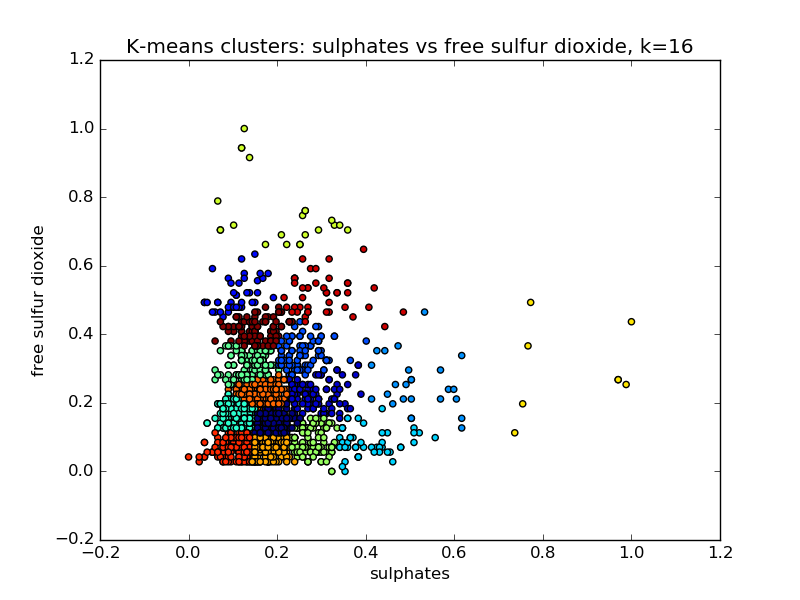 K-means clusters: sulphates vs free sulfur dioxide, k=16
1.2
1.0
0.8
0.6
0.4
0.2
0.0
−0.2
free sulfur dioxide
−0.2 0.0 0.2 0.4 0.6 0.8 1.0 1.2
sulphates